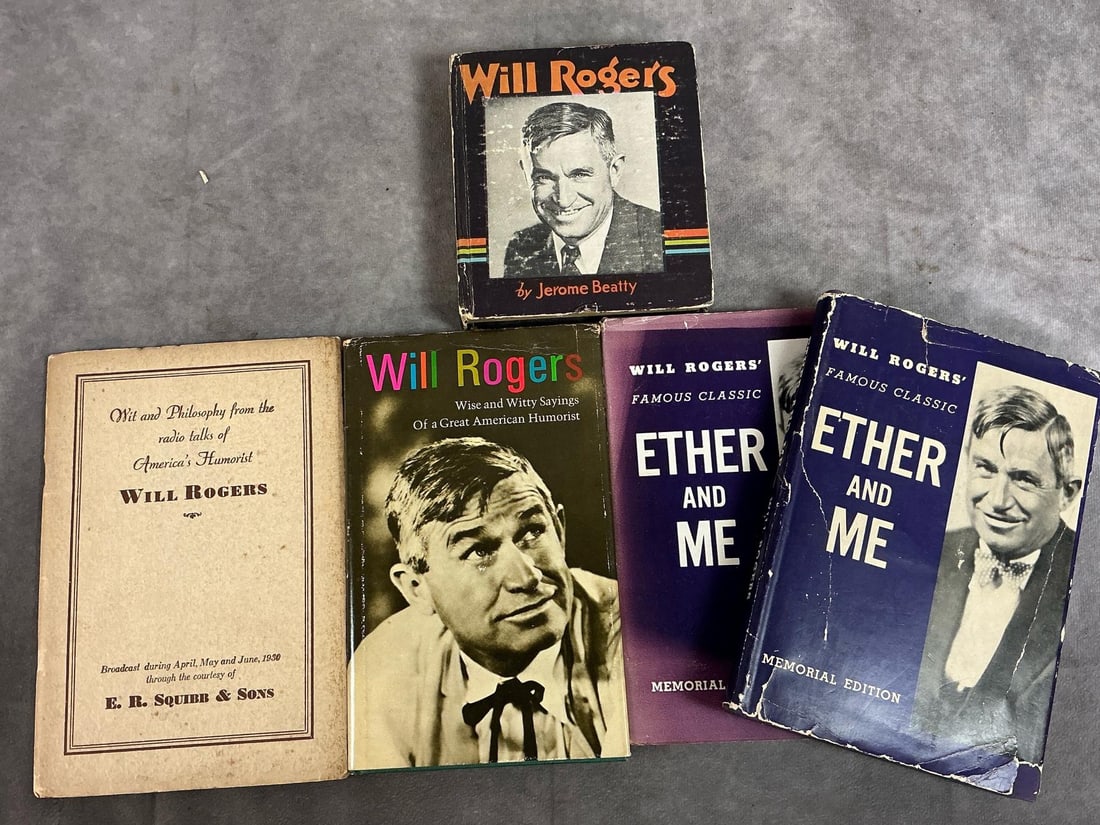 Will Rogers
by Jerome Beatty
Wit and Philosophy from the
radio talks of
America's Humorist
WILL ROGERS
Broadcast during April, May and June, 1930
through the courtesy of
E. R. SQUIBB & SONS
Will Rogers
Wise and Witty Sayings
Of a Great American Humorist
WILL ROGERS'
FAMOUS CLASSIC
ETHER
AND
ME
MEMORIAL
WILL ROGERS'
FAMOUS CLASSIC
ETHER
AND
ME
MEMORIAL EDITION